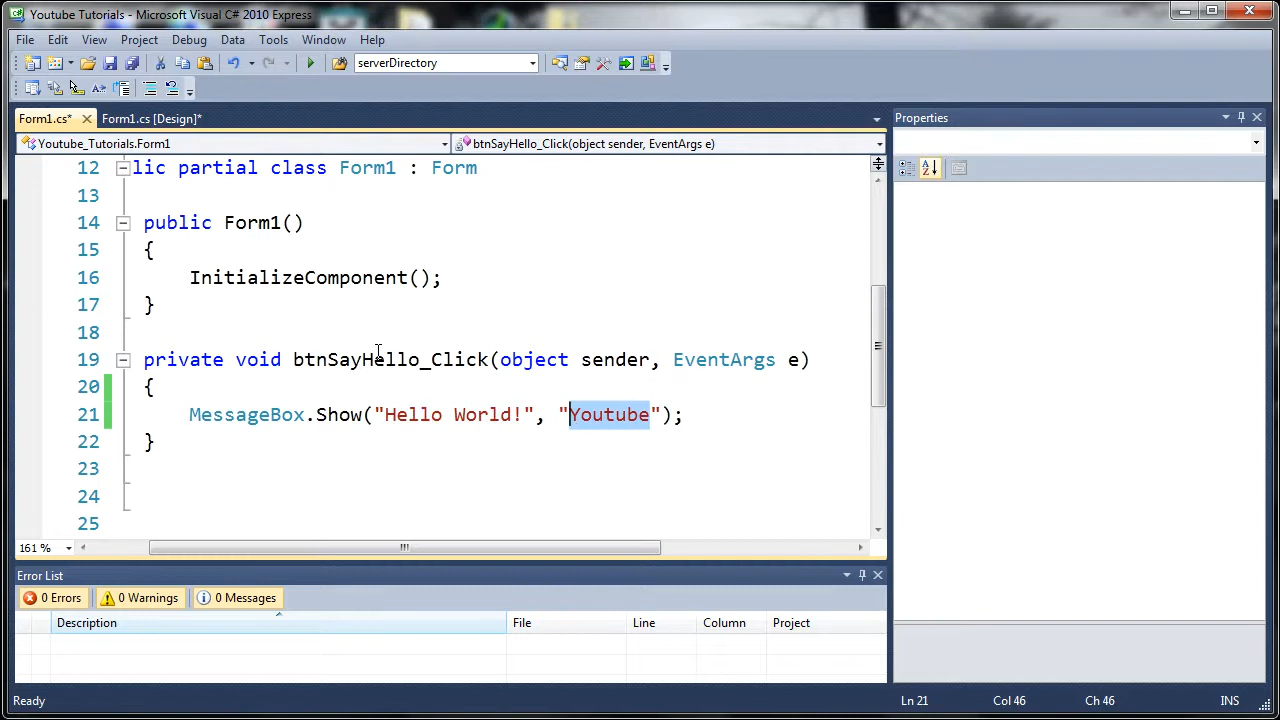 Youtube Tutorials - Microsoft Visual C# 2010 Express
File Edit View Project Debug Data Tools Window Help
serverDirectory
Form1.cs* Form1.cs [Design]*
Properties
Youtube_Tutorials.Form1 btnSayHello_Click(object sender, EventArgs e)
12 lic partial class Form1 : Form
13
14 public Form1()
15 {
16 InitializeComponent();
17 }
18
19 private void btnSayHello_Click(object sender, EventArgs e)
20 {
21 MessageBox.Show("Hello World!", "Youtube");
22 }
23
24
25
161 %
Error List
0 Errors 0 Warnings 0 Messages
Description File Line Column Project
Ready Ln 21 Col 46 Ch 46 INS